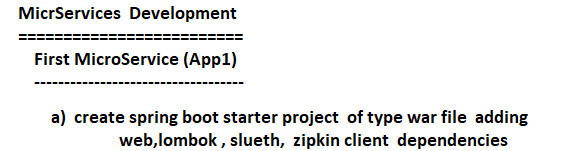 MicrServices  Development
===========================
First MicroService (App1)
-----------------------------------
a)  create spring boot starter project  of type war file  adding
web,lombok , slueth,  zipkin client  dependencies